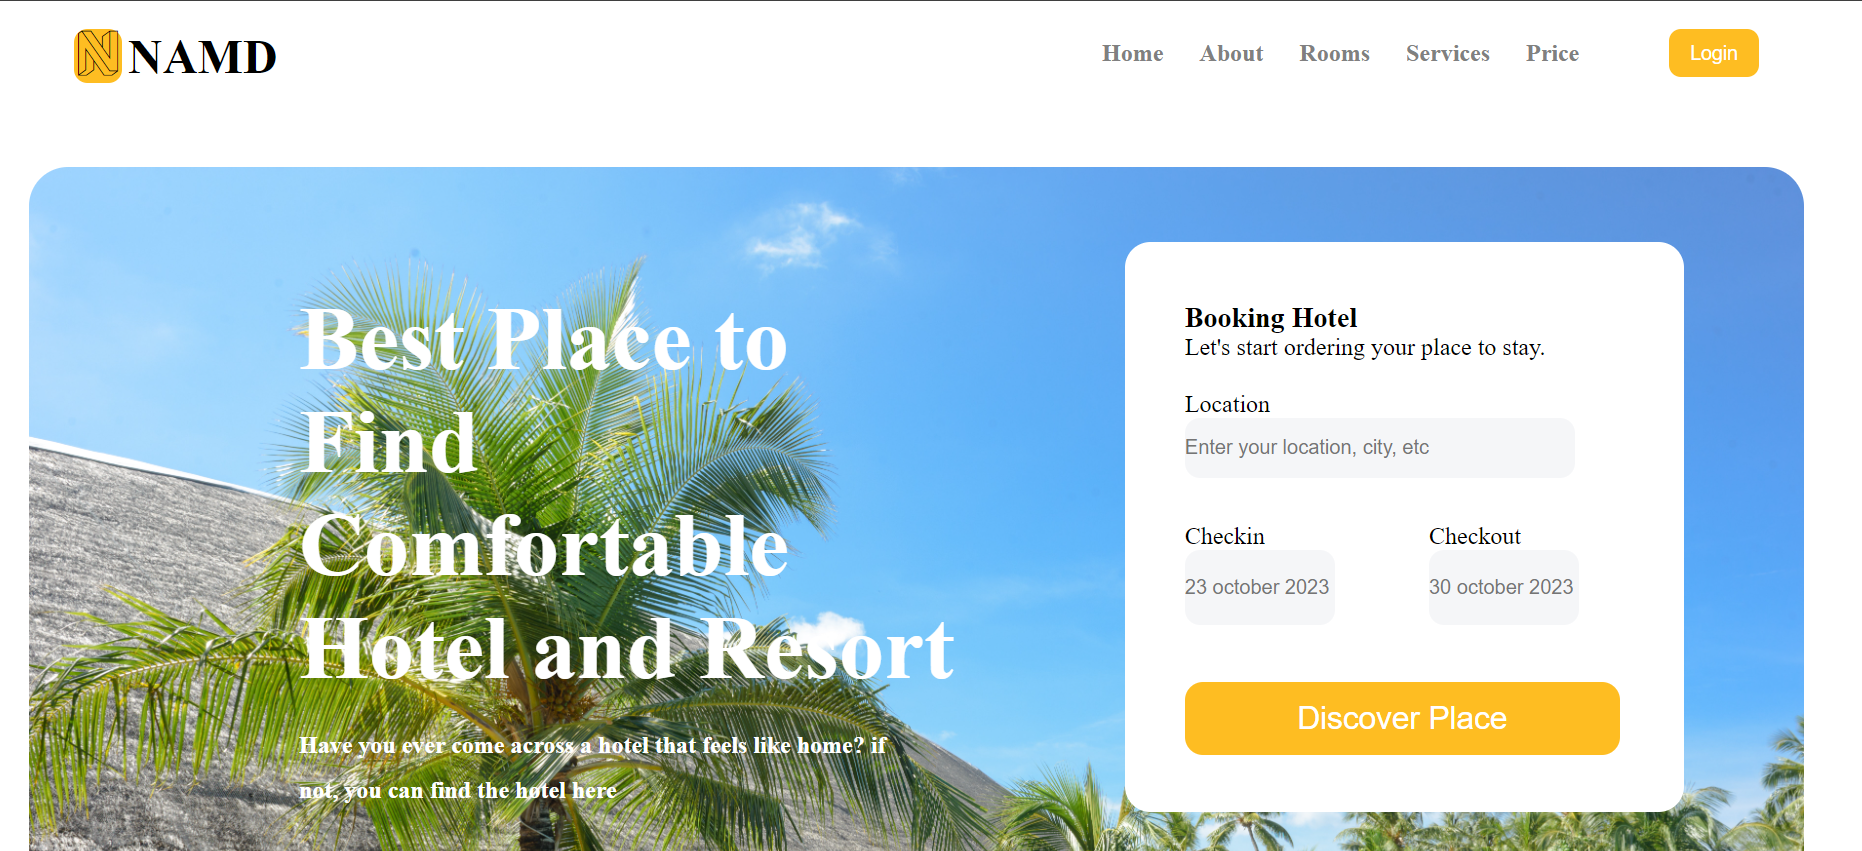 NAMD
Home About Rooms Services Price Login
Best Place to
Find
Comfortable
Hotel and Resort
Have you ever come across a hotel that feels like home? if
not, you can find the hotel here
Booking Hotel
Let's start ordering your place to stay.
Location
Enter your location, city, etc
Checkin Checkout
23 october 2023 30 october 2023
Discover Place